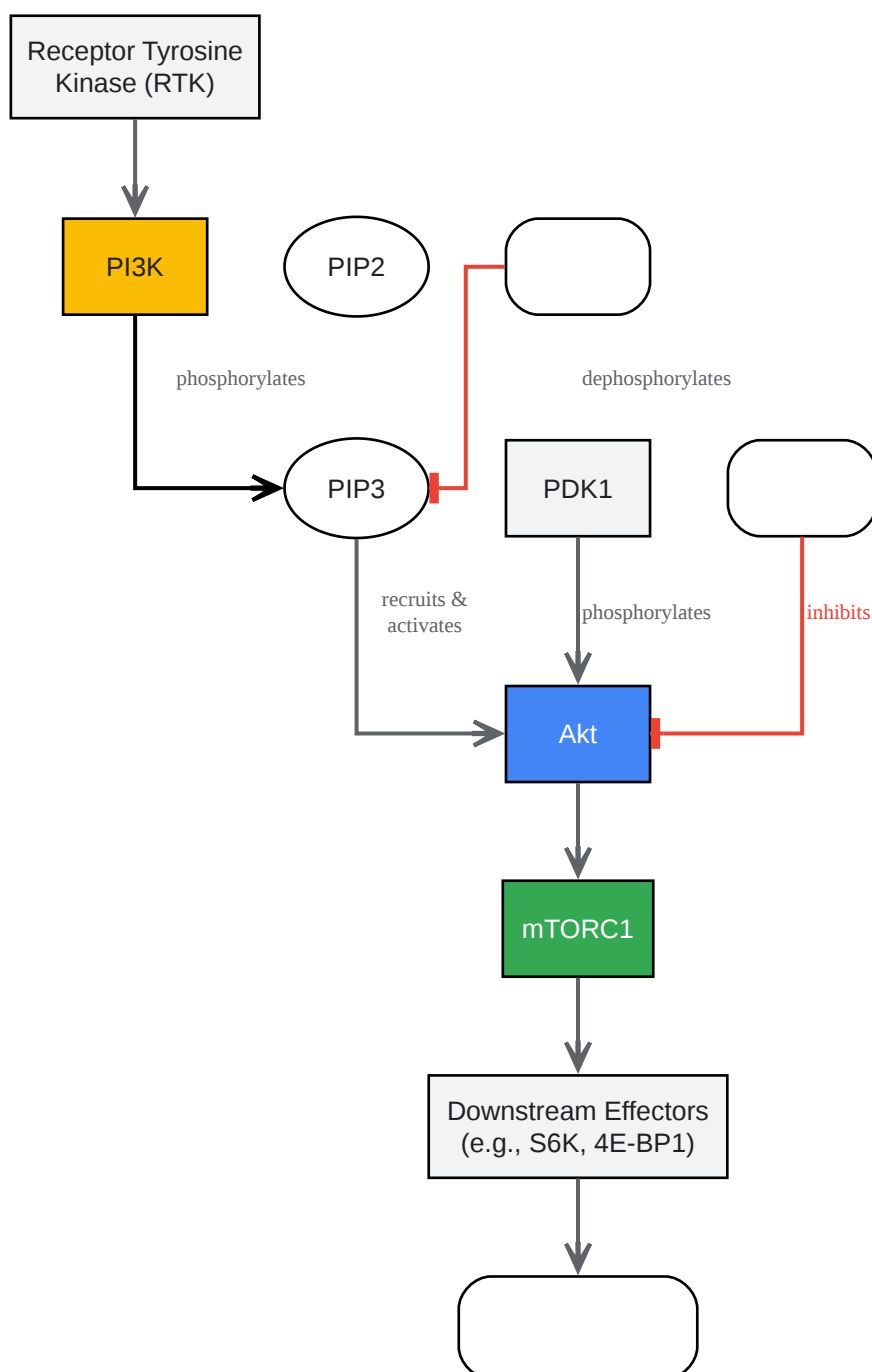 Receptor Tyrosine
Kinase (RTK)
PI3K
PIP2
phosphorylates
dephosphorylates
PIP3
PDK1
recruits &
activates
phosphorylates
inhibits
Akt
mTORC1
Downstream Effectors
(e.g., S6K, 4E-BP1)